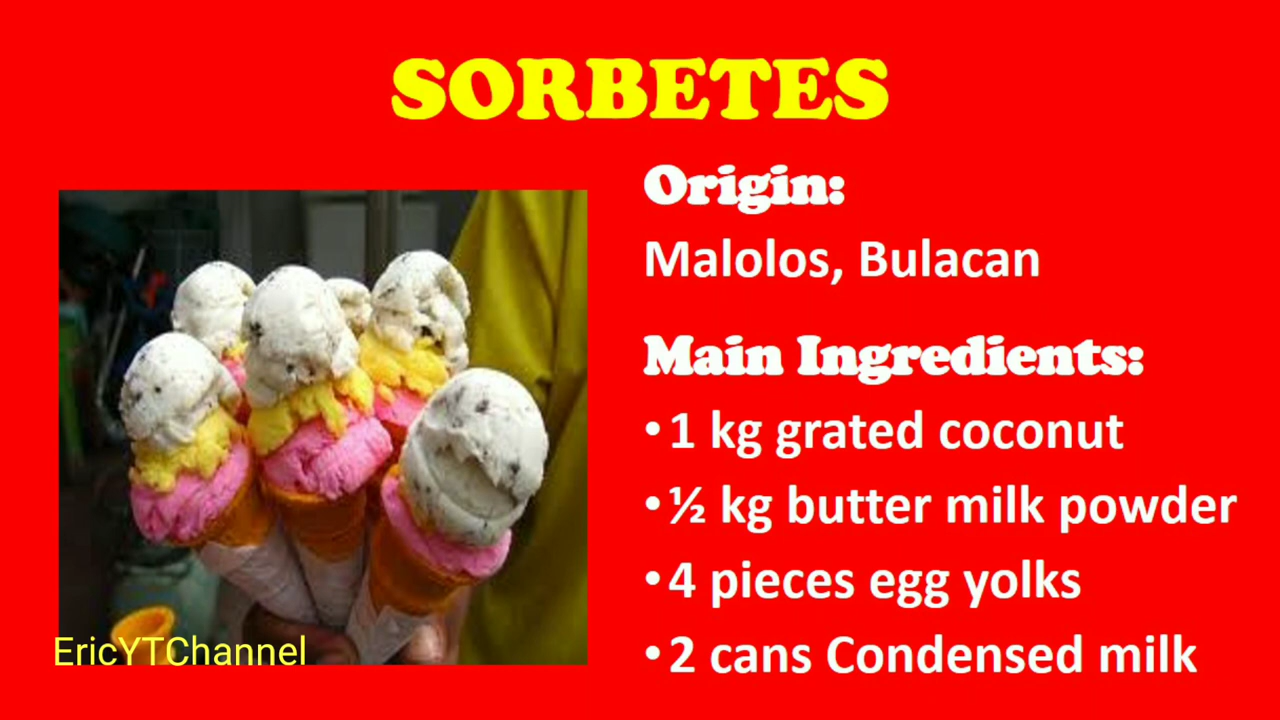 SORBETES
Origin:
Malolos, Bulacan
Main Ingredients:
•1 kg grated coconut
•½ kg butter milk powder
•4 pieces egg yolks
•2 cans Condensed milk
EricYTChannel